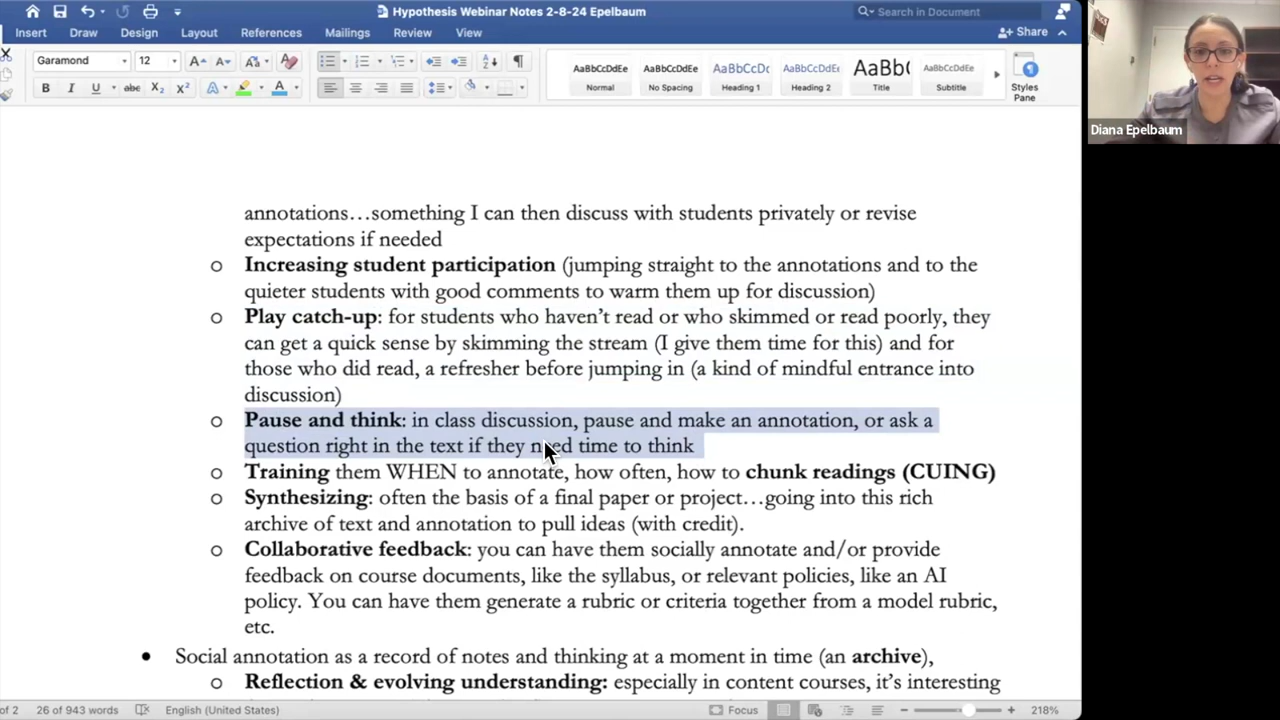 Hypothesis Webinar Notes 2-8-24 Epelbaum
Search in Document
Insert Draw Design Layout References Mailings Review View
Share
Garamond 12
AaBbCcDdEe AaBbCcDdEe AaBbCcDc AaBbCcDdEe AaBb( AaBbCcDdEe
Normal No Spacing Heading 1 Heading 2 Title Subtitle
Styles
Pane
Diana Epelbaum
annotations…something I can then discuss with students privately or revise
expectations if needed
Increasing student participation (jumping straight to the annotations and to the
quieter students with good comments to warm them up for discussion)
Play catch-up: for students who haven’t read or who skimmed or read poorly, they
can get a quick sense by skimming the stream (I give them time for this) and for
those who did read, a refresher before jumping in (a kind of mindful entrance into
discussion)
Pause and think: in class discussion, pause and make an annotation, or ask a
question right in the text if they need time to think
Training them WHEN to annotate, how often, how to chunk readings (CUING)
Synthesizing: often the basis of a final paper or project…going into this rich
archive of text and annotation to pull ideas (with credit).
Collaborative feedback: you can have them socially annotate and/or provide
feedback on course documents, like the syllabus, or relevant policies, like an AI
policy. You can have them generate a rubric or criteria together from a model rubric,
etc.
Social annotation as a record of notes and thinking at a moment in time (an archive),
Reflection & evolving understanding: especially in content courses, it’s interesting
of 2 26 of 943 words English (United States) Focus 218%